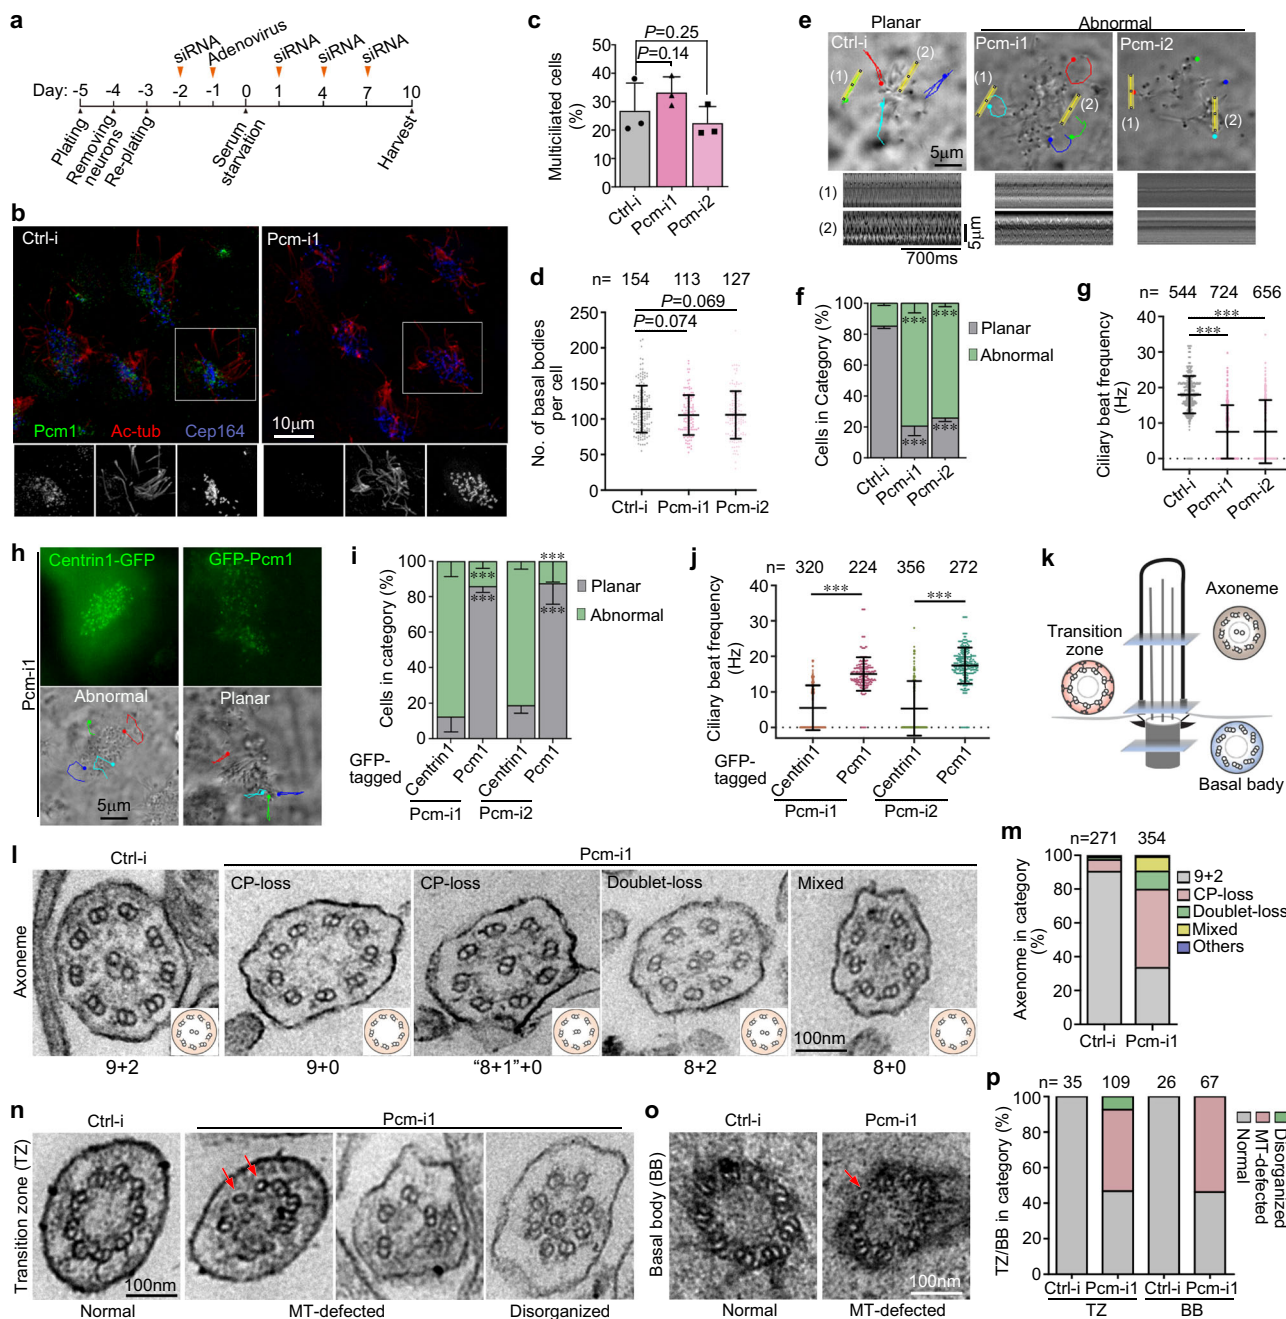 a
siRNA Adenovirus siRNA siRNA siRNA
Day: -5 -4 -3 -2 -1 0 1 4 7 10
Plating
Removing neurons
Re-plating
Serum starvation
Harvest
b
Ctrl-i Pcm-i1
Pcm1 Ac-tub Cep164 10μm
c
P=0.25
P=0.14
Multiciliated cells (%)
50
40
30
20
10
0
Ctrl-i Pcm-i1 Pcm-i2
d
n= 154 113 127
P=0.069
P=0.074
No. of basal bodies per cell
250
200
150
100
50
0
Ctrl-i Pcm-i1 Pcm-i2
e
Planar Abnormal
Ctrl-i Pcm-i1 Pcm-i2
(1) (2) (1) (2) (1) (2)
5μm
(1)
(2)
5μm
700ms
f
Cells in Category (%)
100
80
60
40
20
0
*** ***
*** ***
Planar
Abnormal
Ctrl-i Pcm-i1 Pcm-i2
g
n= 544 724 656
***
***
Ciliary beat frequency (Hz)
40
30
20
10
0
Ctrl-i Pcm-i1 Pcm-i2
h
Pcm-i1
Centrin1-GFP GFP-Pcm1
Abnormal Planar
5μm
i
Cells in category (%)
100
80
60
40
20
0
***
***
***
***
Planar
Abnormal
GFP-tagged
Centrin1 Pcm1 Centrin1 Pcm1
Pcm-i1 Pcm-i2
j
n= 320 224 356 272
*** ***
Ciliary beat frequency (Hz)
40
30
20
10
0
GFP-tagged
Centrin1 Pcm1 Centrin1 Pcm1
Pcm-i1 Pcm-i2
k
Axoneme
Transition zone
Basal bady
l
Ctrl-i Pcm-i1
CP-loss CP-loss Doublet-loss Mixed
Axoneme
100nm
9+2 9+0 "8+1"+0 8+2 8+0
m
n=271 354
Axenome in category (%)
100
80
60
40
20
0
9+2
CP-loss
Doublet-loss
Mixed
Others
Ctrl-i Pcm-i1
n
Ctrl-i Pcm-i1
Transition zone (TZ)
100nm
Normal MT-defected Disorganized
o
Ctrl-i Pcm-i1
Basal body (BB)
100nm
Normal MT-defected
p
n= 35 109 26 67
TZ/BB in category (%)
100
80
60
40
20
0
Disorganized
MT-defected
Normal
Ctrl-i Pcm-i1 Ctrl-i Pcm-i1
TZ BB